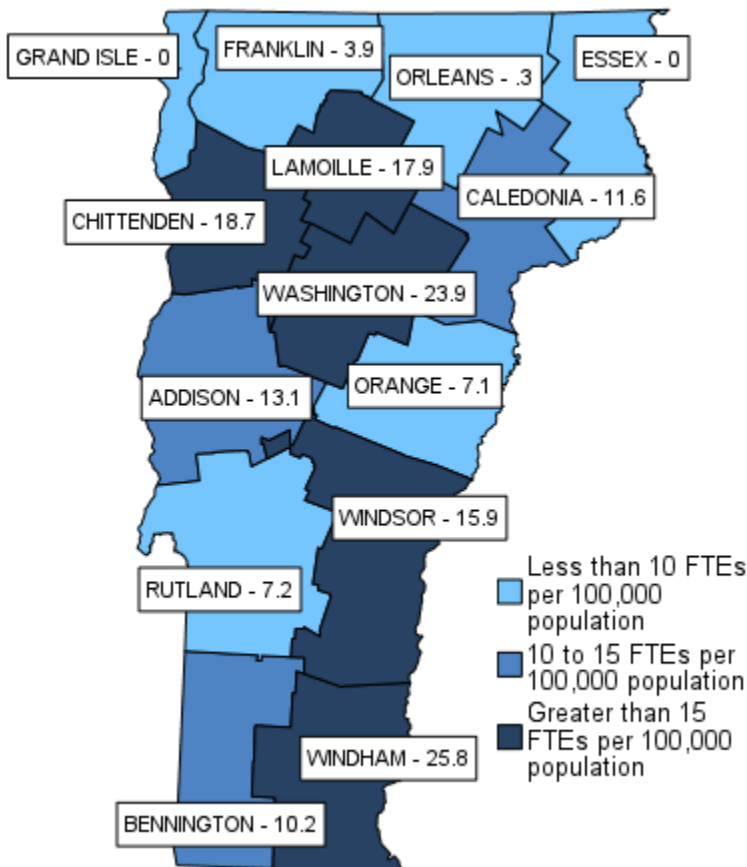 GRAND ISLE - 0
FRANKLIN - 3.9
ORLEANS - .3
ESSEX - 0
LAMOILLE - 17.9
CALEDONIA - 11.6
CHITTENDEN - 18.7
WASHINGTON - 23.9
ORANGE - 7.1
ADDISON - 13.1
WINDSOR - 15.9
RUTLAND - 7.2
WINDHAM - 25.8
BENNINGTON - 10.2
Less than 10 FTEs
per 100,000
population
10 to 15 FTEs per
100,000 population
Greater than 15
FTEs per 100,000
population